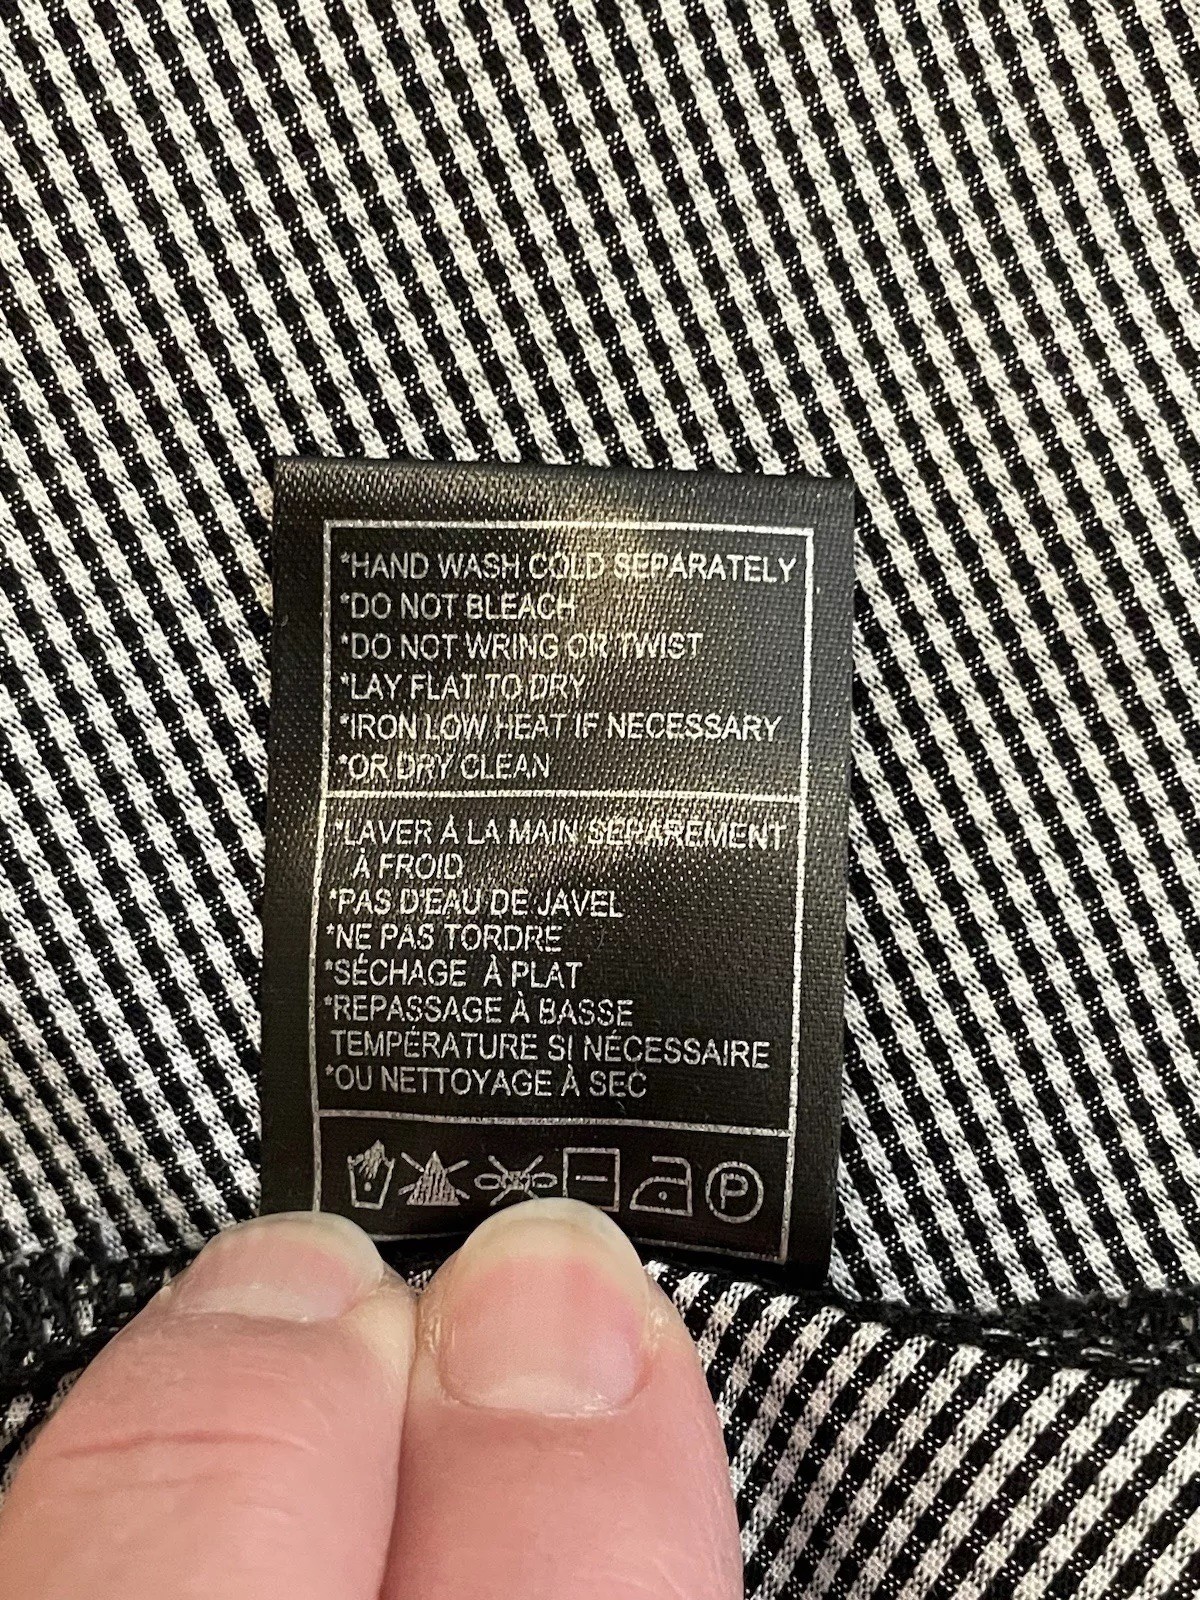 *HAND WASH COLD SEPARATELY
*DO NOT BLEACH
*DO NOT WRING OR TWIST
*LAY FLAT TO DRY
*IRON LOW HEAT IF NECESSARY
*OR DRY CLEAN
*LAVER À LA MAIN SÉPARÉMENT
À FROID
*PAS D'EAU DE JAVEL
*NE PAS TORDRE
*SÉCHAGE À PLAT
*REPASSAGE À BASSE
TEMPÉRATURE SI NÉCESSAIRE
*OU NETTOYAGE À SEC
P